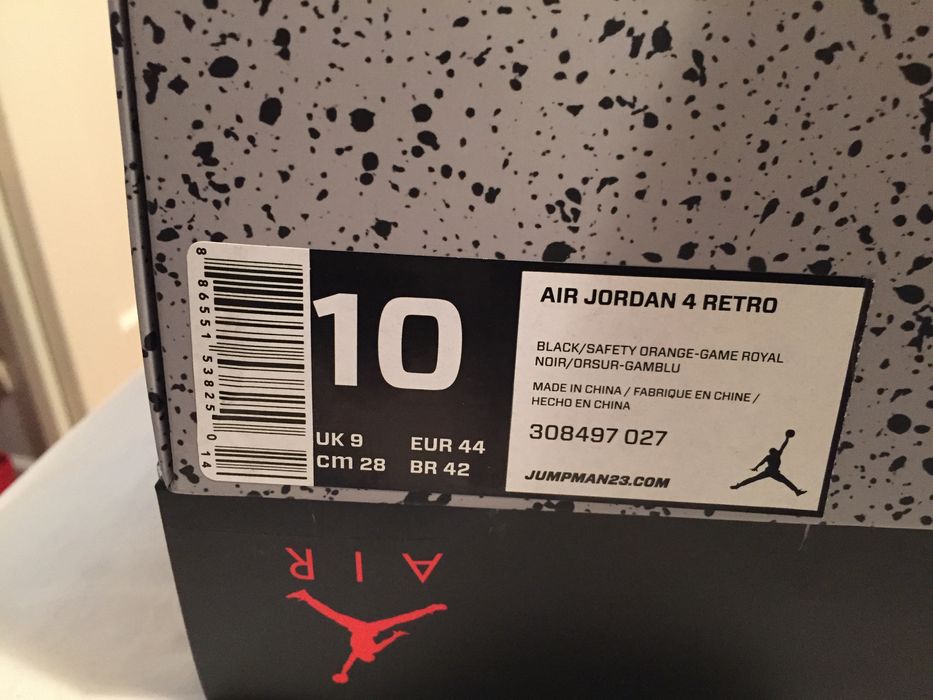 8 86551 53825 0 14
10
UK 9 EUR 44
cm 28 BR 42
AIR JORDAN 4 RETRO
BLACK/SAFETY ORANGE-GAME ROYAL
NOIR/ORSUR-GAMBLU
MADE IN CHINA / FABRIQUE EN CHINE /
HECHO EN CHINA
308497 027
JUMPMAN23.COM
AIR